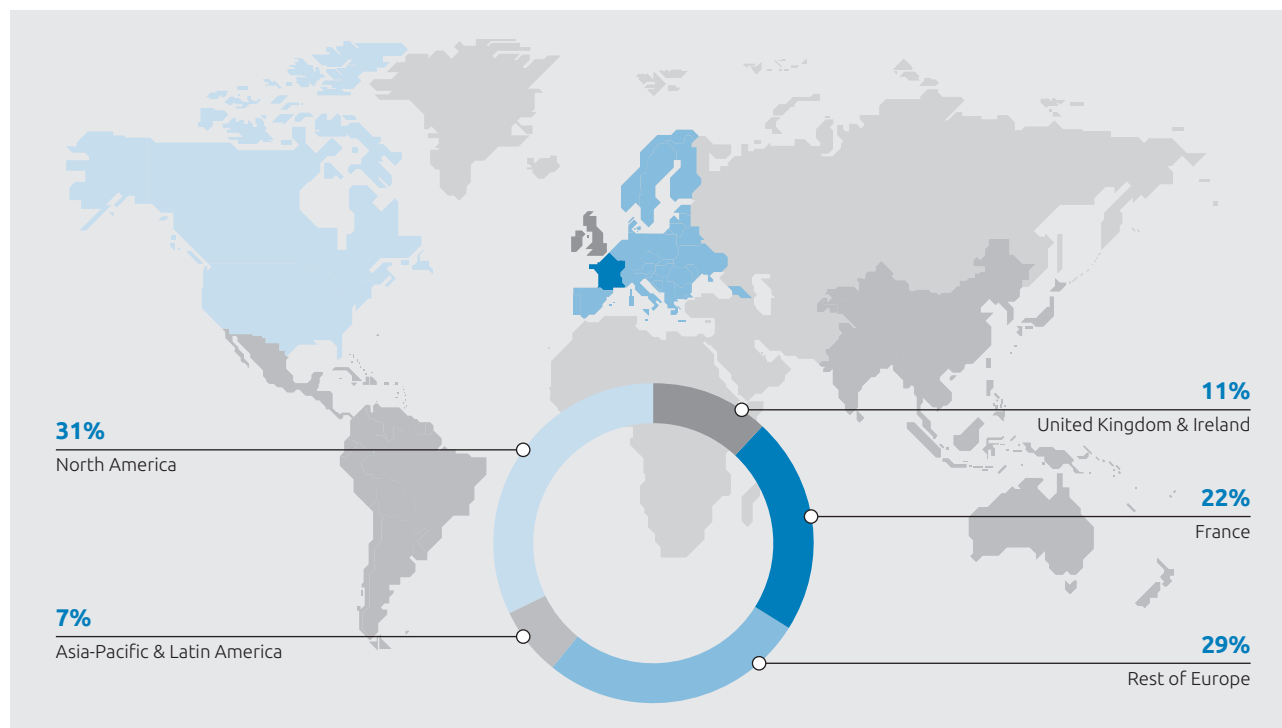 11%
United Kingdom & Ireland
31%
North America
22%
France
7%
Asia-Pacific & Latin America
29%
Rest of Europe